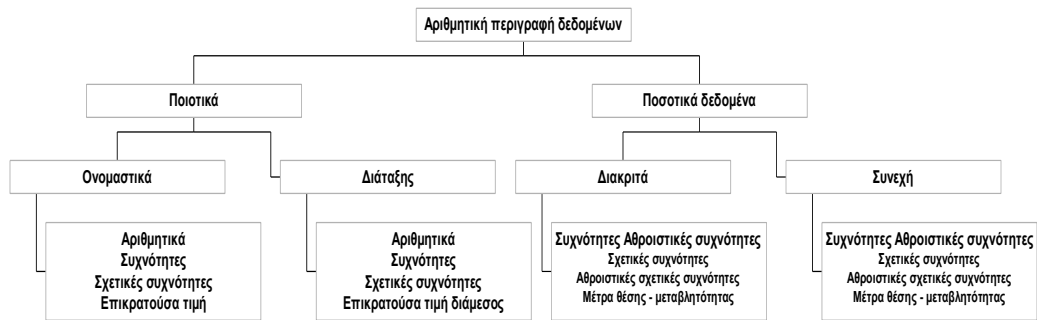 Αριθμητική περιγραφή δεδομένων
Ποιοτικά
Ποσοτικά δεδομένα
Ονομαστικά
Διάταξης
Διακριτά
Συνεχή
Αριθμητικά
Συχνότητες
Σχετικές συχνότητες
Επικρατούσα τιμή
Αριθμητικά
Συχνότητες
Σχετικές συχνότητες
Επικρατούσα τιμή διάμεσος
Συχνότητες Αθροιστικές συχνότητες
Σχετικές συχνότητες
Αθροιστικές σχετικές συχνότητες
Μέτρα θέσης - μεταβλητότητας
Συχνότητες Αθροιστικές συχνότητες
Σχετικές συχνότητες
Αθροιστικές σχετικές συχνότητες
Μέτρα θέσης - μεταβλητότητας